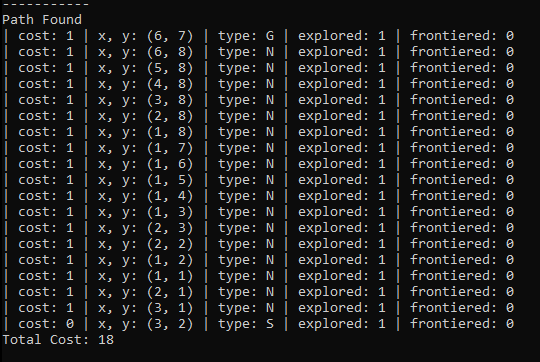 -----------
Path Found
| cost: 1 | x, y: (6, 7) | type: G | explored: 1 | frontiered: 0
| cost: 1 | x, y: (6, 8) | type: N | explored: 1 | frontiered: 0
| cost: 1 | x, y: (5, 8) | type: N | explored: 1 | frontiered: 0
| cost: 1 | x, y: (4, 8) | type: N | explored: 1 | frontiered: 0
| cost: 1 | x, y: (3, 8) | type: N | explored: 1 | frontiered: 0
| cost: 1 | x, y: (2, 8) | type: N | explored: 1 | frontiered: 0
| cost: 1 | x, y: (1, 8) | type: N | explored: 1 | frontiered: 0
| cost: 1 | x, y: (1, 7) | type: N | explored: 1 | frontiered: 0
| cost: 1 | x, y: (1, 6) | type: N | explored: 1 | frontiered: 0
| cost: 1 | x, y: (1, 5) | type: N | explored: 1 | frontiered: 0
| cost: 1 | x, y: (1, 4) | type: N | explored: 1 | frontiered: 0
| cost: 1 | x, y: (1, 3) | type: N | explored: 1 | frontiered: 0
| cost: 1 | x, y: (2, 3) | type: N | explored: 1 | frontiered: 0
| cost: 1 | x, y: (2, 2) | type: N | explored: 1 | frontiered: 0
| cost: 1 | x, y: (1, 2) | type: N | explored: 1 | frontiered: 0
| cost: 1 | x, y: (1, 1) | type: N | explored: 1 | frontiered: 0
| cost: 1 | x, y: (2, 1) | type: N | explored: 1 | frontiered: 0
| cost: 1 | x, y: (3, 1) | type: N | explored: 1 | frontiered: 0
| cost: 0 | x, y: (3, 2) | type: S | explored: 1 | frontiered: 0
Total Cost: 18